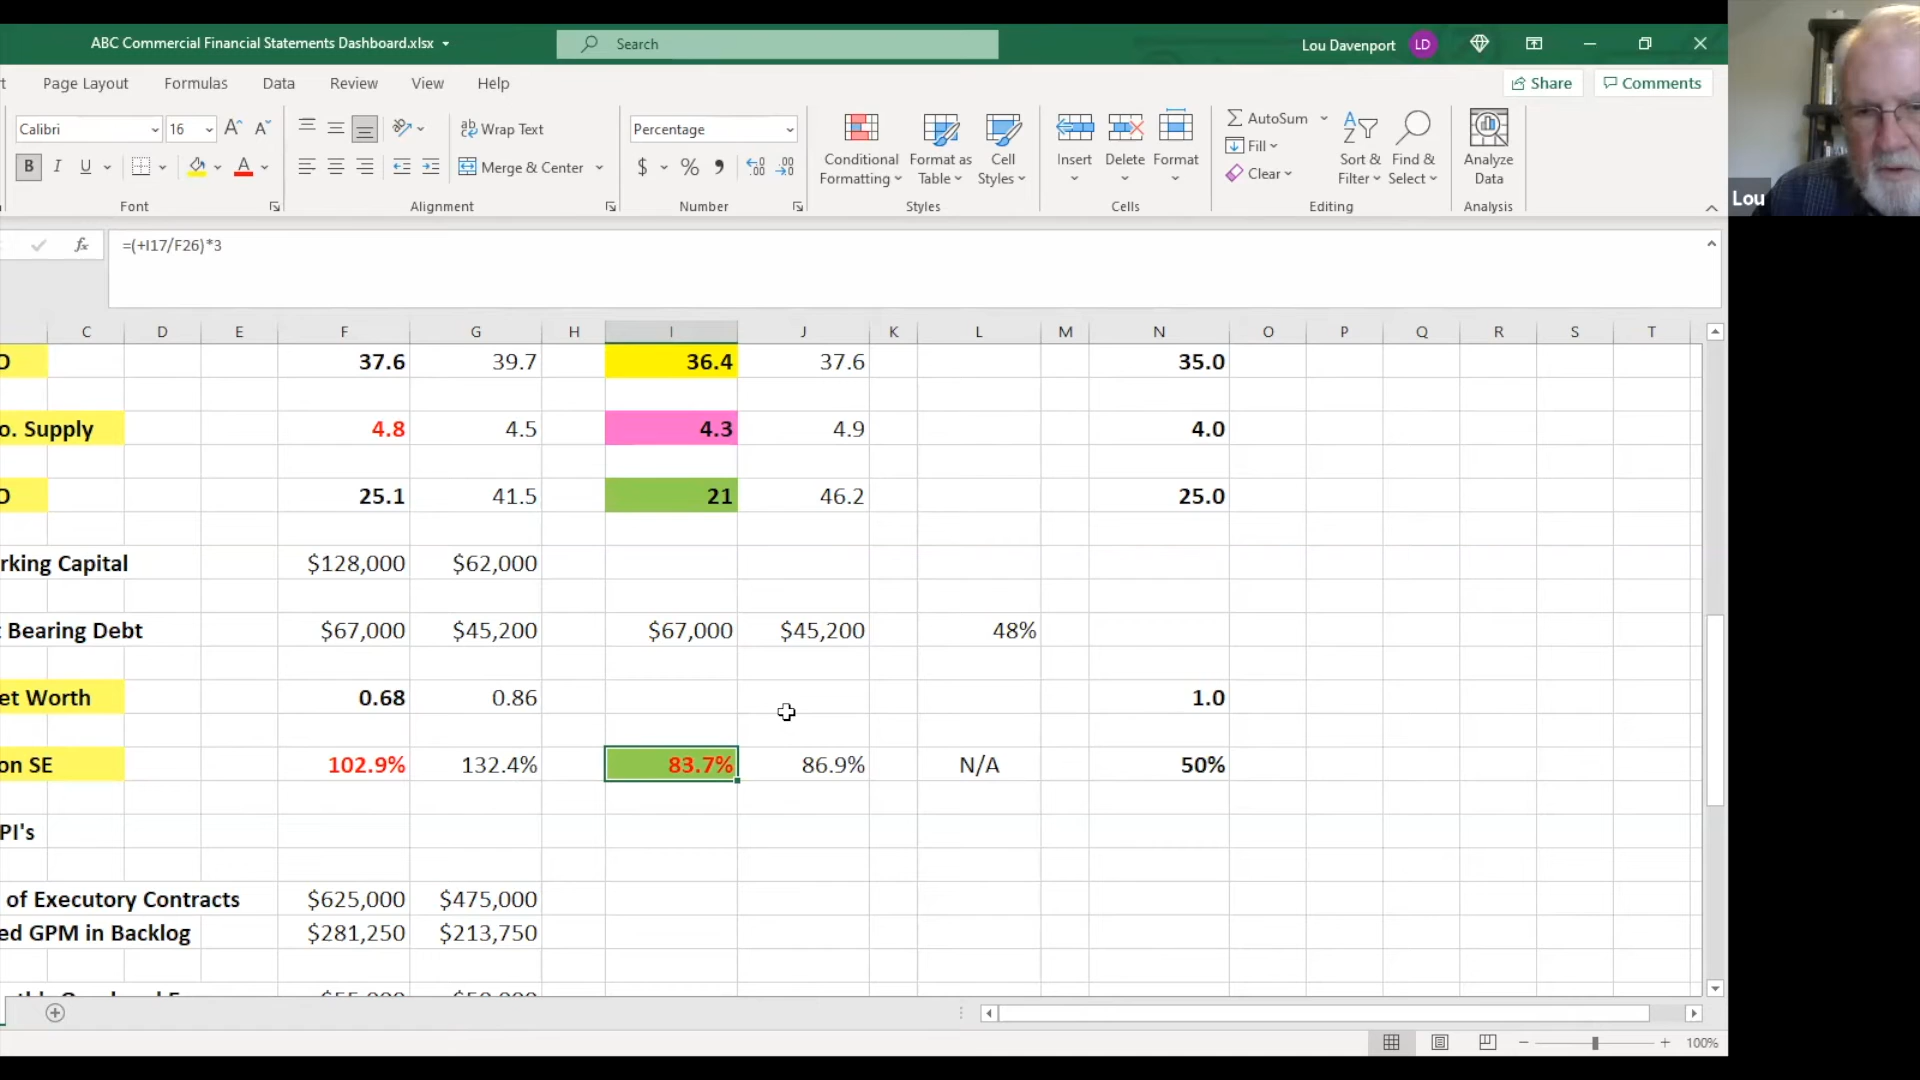 ABC Commercial Financial Statements Dashboard.xlsx
Search
Lou Davenport
LD
t Page Layout Formulas Data Review View Help
Share
Comments
Calibri 16
Wrap Text
Percentage
Conditional Formatting
Format as Table
Cell Styles
Insert
Delete
Format
AutoSum
Fill
Clear
Sort & Filter
Find & Select
Analyze Data
B I U
Merge & Center
$ % ,
Font
Alignment
Number
Styles
Cells
Editing
Analysis
Lou
fx =(+I17/F26)*3
C D E F G H I J K L M N O P Q R S T
O 37.6 39.7 36.4 37.6 35.0
o. Supply 4.8 4.5 4.3 4.9 4.0
O 25.1 41.5 21 46.2 25.0
rking Capital $128,000 $62,000
t Bearing Debt $67,000 $45,200 $67,000 $45,200 48%
et Worth 0.68 0.86 1.0
on SE 102.9% 132.4% 83.7% 86.9% N/A 50%
PI's
of Executory Contracts $625,000 $475,000
ed GPM in Backlog $281,250 $213,750
100%